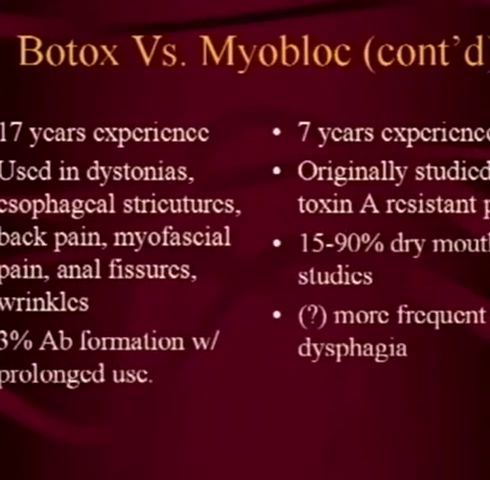 Botox Vs. Myobloc (cont'd)
17 years experience
Used in dystonias,
esophageal stricutures,
back pain, myofascial
pain, anal fissures,
wrinkles
3% Ab formation w/
prolonged use.
• 7 years experience
• Originally studied
toxin A resistant
• 15-90% dry mouth
studies
• (?) more frequent
dysphagia